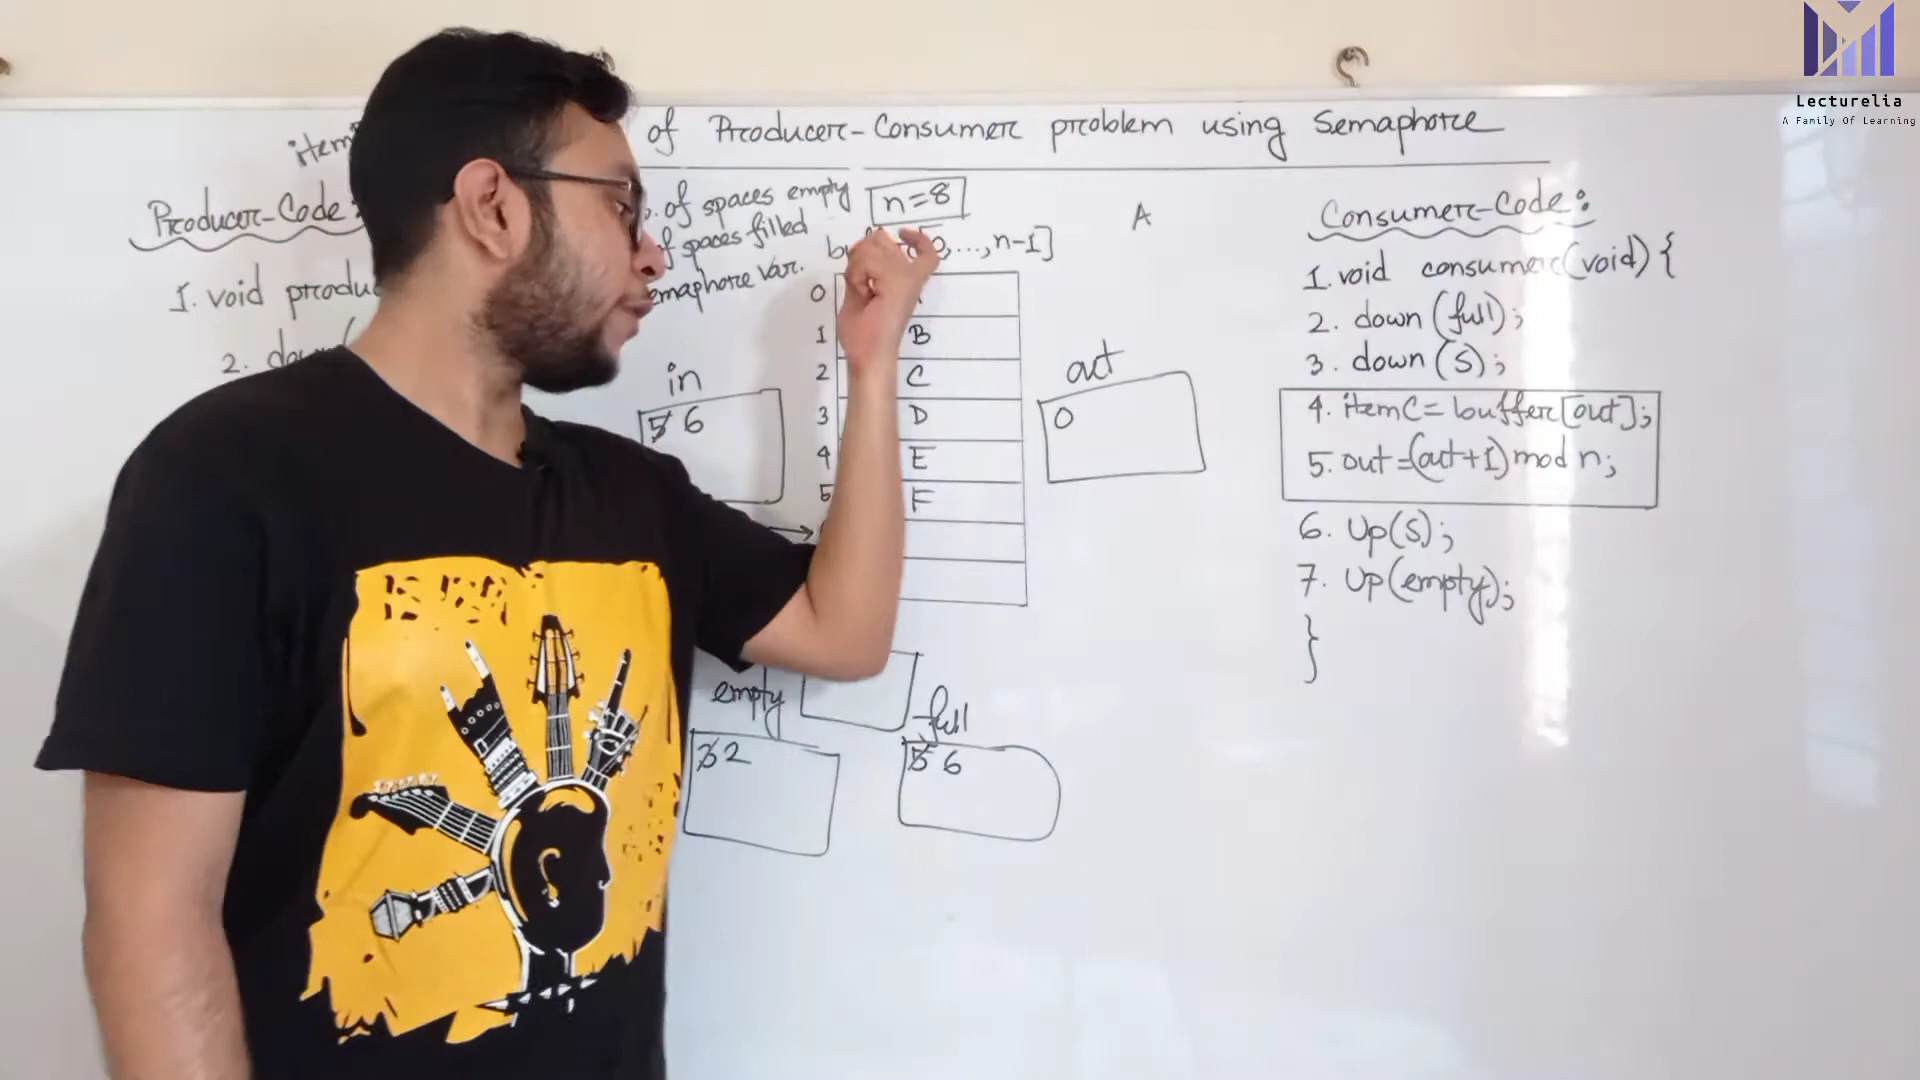 of Producer-Consumer problem using Semaphore
item
Producer-Code:
1. void produ
2. do
of spaces empty
of spaces filled
emaphore var.
n=8
..., n-1]
A
0
1 B
2 C
3 D
4 E
5 F
in
5 6
out
0
empty
3 2
full
5 6
Consumer-Code:
1. void consumer(void) {
2. down (full);
3. down (S);
4. itemC = buffer[out];
5. out = (out+1) mod n;
6. Up(S);
7. Up(empty);
}
Lecturelia
A Family Of Learning